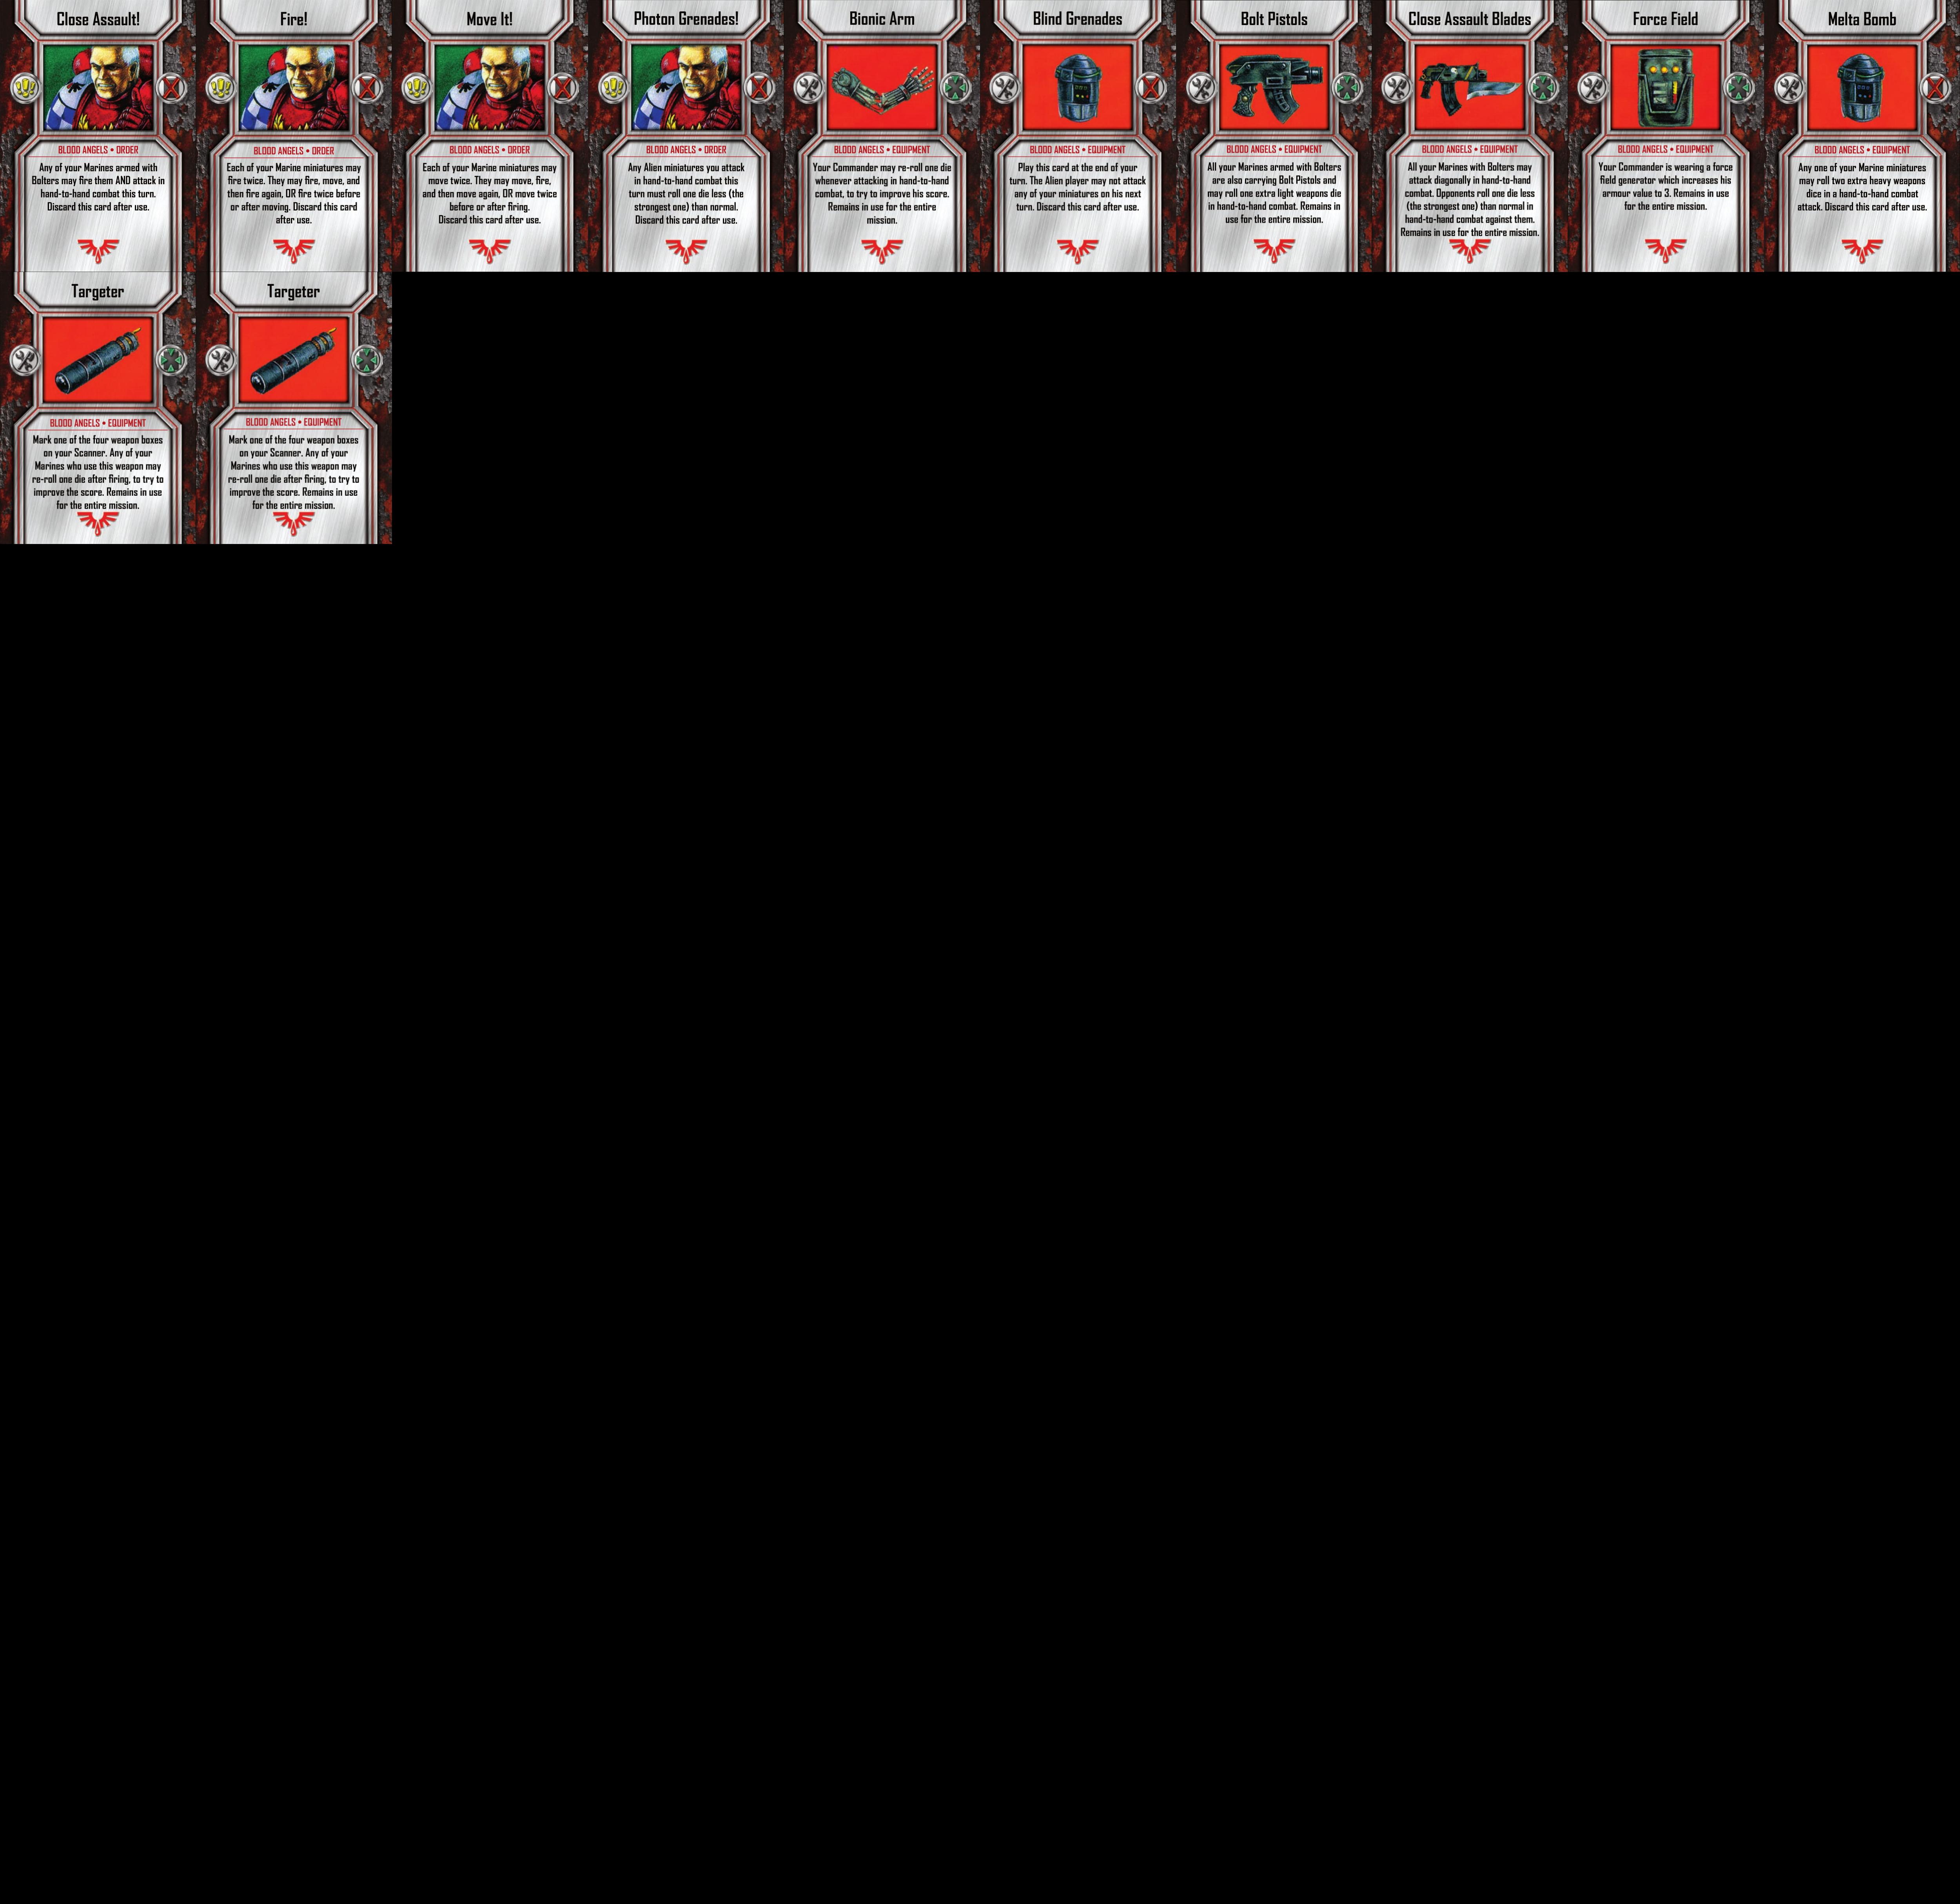 Close Assault!
BLOOD ANGELS • ORDER
Any of your Marines armed with
Bolters may fire them AND attack in
hand-to-hand combat this turn.
Discard this card after use.
Fire!
BLOOD ANGELS • ORDER
Each of your Marine miniatures may
fire twice. They may fire, move, and
then fire again, OR fire twice before
or after moving. Discard this card
after use.
Move It!
BLOOD ANGELS • ORDER
Each of your Marine miniatures may
move twice. They may move, fire,
and then move again, OR move twice
before or after firing.
Discard this card after use.
Photon Grenades!
BLOOD ANGELS • ORDER
Any Alien miniatures you attack
in hand-to-hand combat this
turn must roll one die less (the
strongest one) than normal.
Discard this card after use.
Bionic Arm
BLOOD ANGELS • EQUIPMENT
Your Commander may re-roll one die
whenever attacking in hand-to-hand
combat, to try to improve his score.
Remains in use for the entire
mission.
Blind Grenades
BLOOD ANGELS • EQUIPMENT
Play this card at the end of your
turn. The Alien player may not attack
any of your miniatures on his next
turn. Discard this card after use.
Bolt Pistols
BLOOD ANGELS • EQUIPMENT
All your Marines armed with Bolters
are also carrying Bolt Pistols and
may roll one extra light weapons die
in hand-to-hand combat. Remains in
use for the entire mission.
Close Assault Blades
BLOOD ANGELS • EQUIPMENT
All your Marines with Bolters may
attack diagonally in hand-to-hand
combat. Opponents roll one die less
(the strongest one) than normal in
hand-to-hand combat against them.
Remains in use for the entire mission.
Force Field
BLOOD ANGELS • EQUIPMENT
Your Commander is wearing a force
field generator which increases his
armour value to 3. Remains in use
for the entire mission.
Melta Bomb
BLOOD ANGELS • EQUIPMENT
Any one of your Marine miniatures
may roll two extra heavy weapons
dice in a hand-to-hand combat
attack. Discard this card after use.
Targeter
BLOOD ANGELS • EQUIPMENT
Mark one of the four weapon boxes
on your Scanner. Any of your
Marines who use this weapon may
re-roll one die after firing, to try to
improve the score. Remains in use
for the entire mission.
Targeter
BLOOD ANGELS • EQUIPMENT
Mark one of the four weapon boxes
on your Scanner. Any of your
Marines who use this weapon may
re-roll one die after firing, to try to
improve the score. Remains in use
for the entire mission.